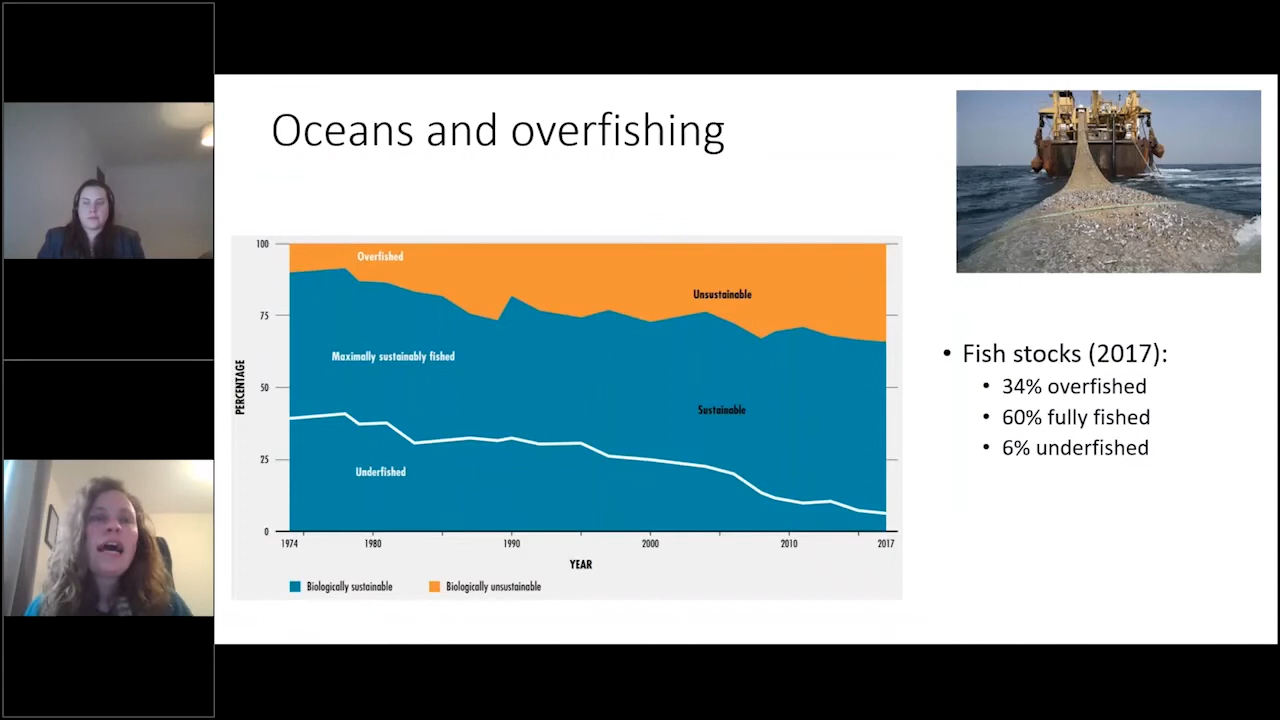 Oceans and overfishing
100
75
50
25
0
PERCENTAGE
Overfished
Unsustainable
Maximally sustainably fished
Sustainable
Underfished
1974
1980
1990
2000
2010
2017
YEAR
Biologically sustainable
Biologically unsustainable
• Fish stocks (2017):
• 34% overfished
• 60% fully fished
• 6% underfished